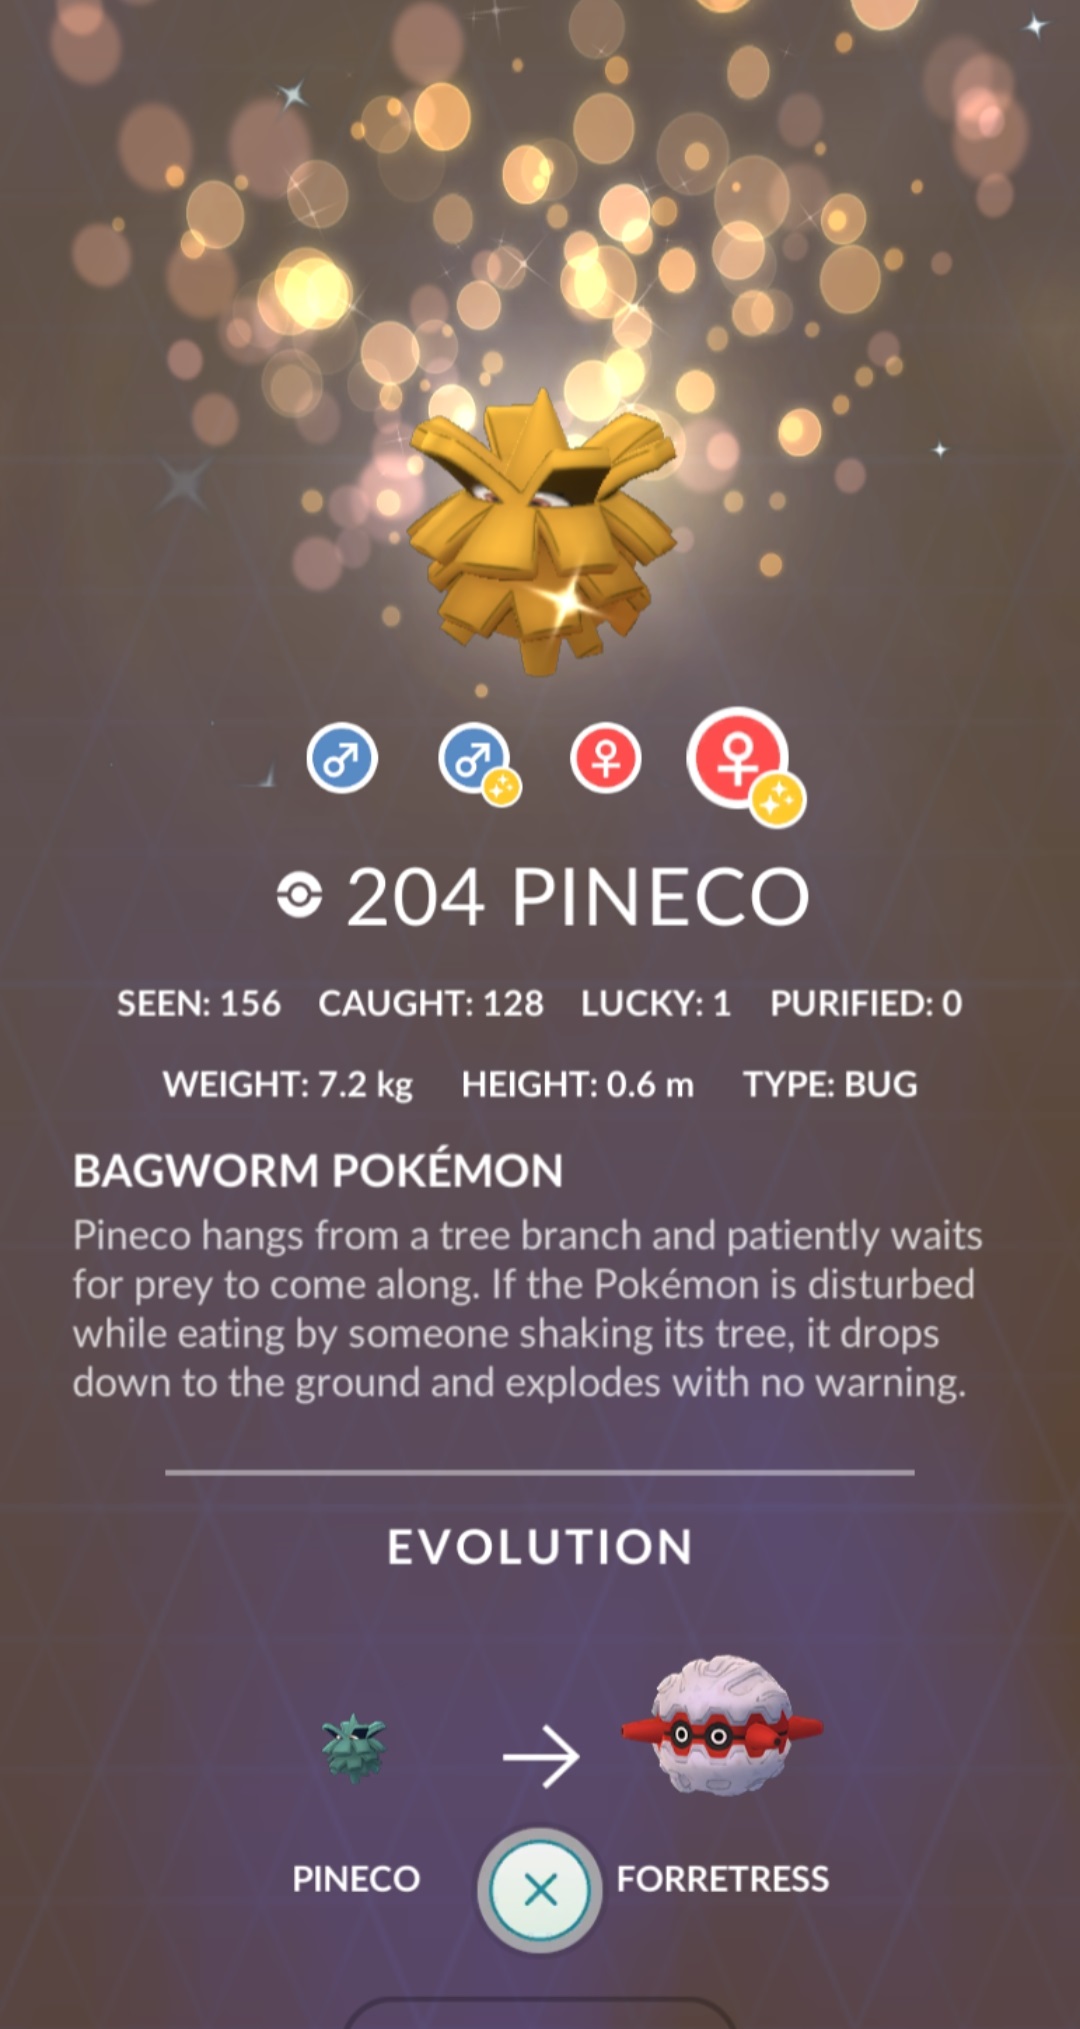 204 PINECO
SEEN: 156 CAUGHT: 128 LUCKY: 1 PURIFIED: 0
WEIGHT: 7.2 kg HEIGHT: 0.6 m TYPE: BUG
BAGWORM POKÉMON
Pineco hangs from a tree branch and patiently waits
for prey to come along. If the Pokémon is disturbed
while eating by someone shaking its tree, it drops
down to the ground and explodes with no warning.
EVOLUTION
PINECO FORRETRESS